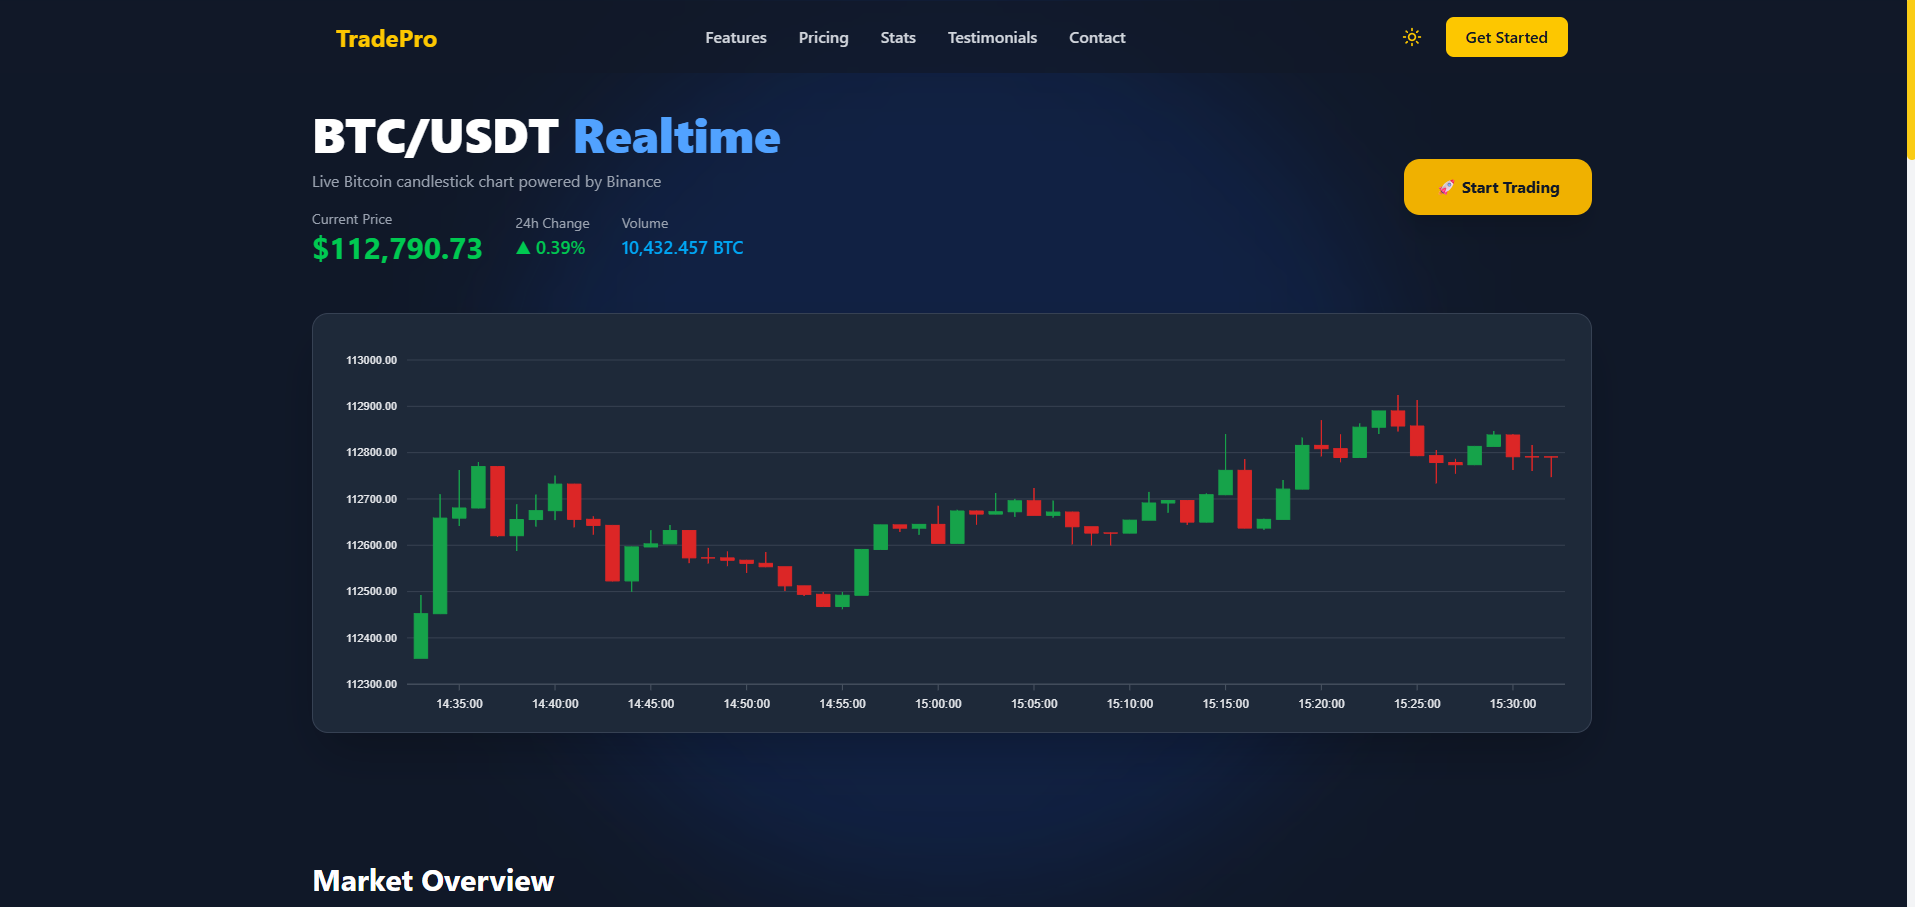 TradePro
Features Pricing Stats Testimonials Contact
Get Started
BTC/USDT Realtime
Live Bitcoin candlestick chart powered by Binance
🚀 Start Trading
Current Price 24h Change Volume
$112,790.73 ▲ 0.39% 10,432.457 BTC
113000.00
112900.00
112800.00
112700.00
112600.00
112500.00
112400.00
112300.00
14:35:00 14:40:00 14:45:00 14:50:00 14:55:00 15:00:00 15:05:00 15:10:00 15:15:00 15:20:00 15:25:00 15:30:00
Market Overview